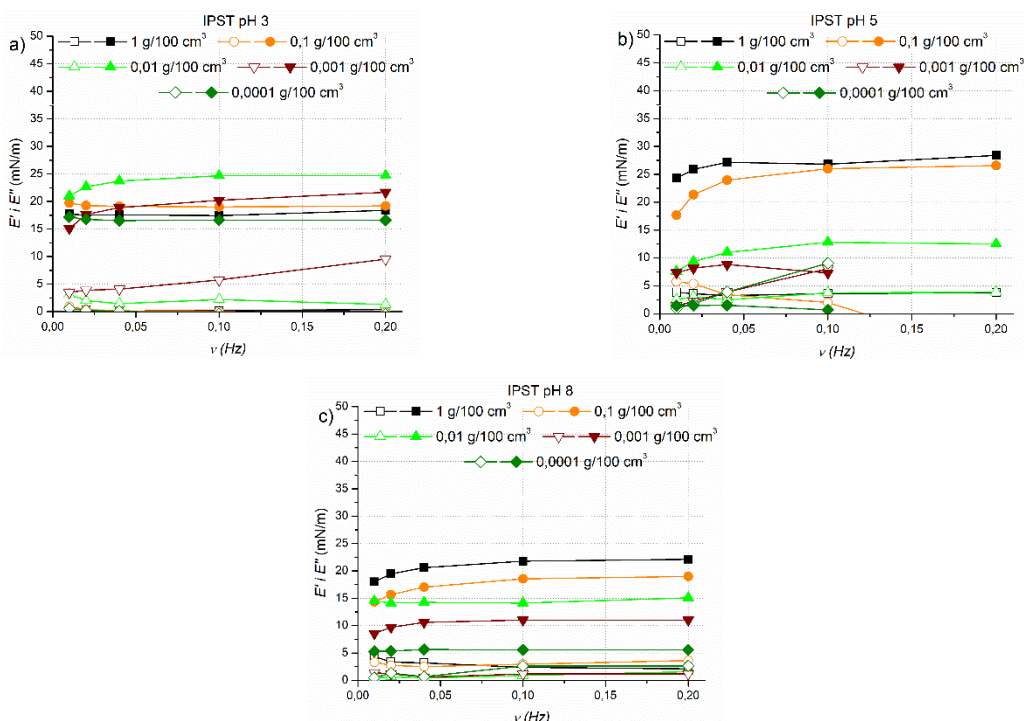 IPST pH 3
a)
1 g/100 cm³
0,1 g/100 cm³
0,01 g/100 cm³
0,001 g/100 cm³
0,0001 g/100 cm³
50
45
40
35
30
25
20
15
10
5
0
E' i E" (mN/m)
0,00 0,05 0,10 0,15 0,20
ν (Hz)
IPST pH 5
b)
1 g/100 cm³
0,1 g/100 cm³
0,01 g/100 cm³
0,001 g/100 cm³
0,0001 g/100 cm³
50
45
40
35
30
25
20
15
10
5
0
E' i E" (mN/m)
0,00 0,05 0,10 0,15 0,20
ν (Hz)
IPST pH 8
c)
1 g/100 cm³
0,1 g/100 cm³
0,01 g/100 cm³
0,001 g/100 cm³
0,0001 g/100 cm³
50
45
40
35
30
25
20
15
10
5
0
E' i E" (mN/m)
0,00 0,05 0,10 0,15 0,20
ν (Hz)